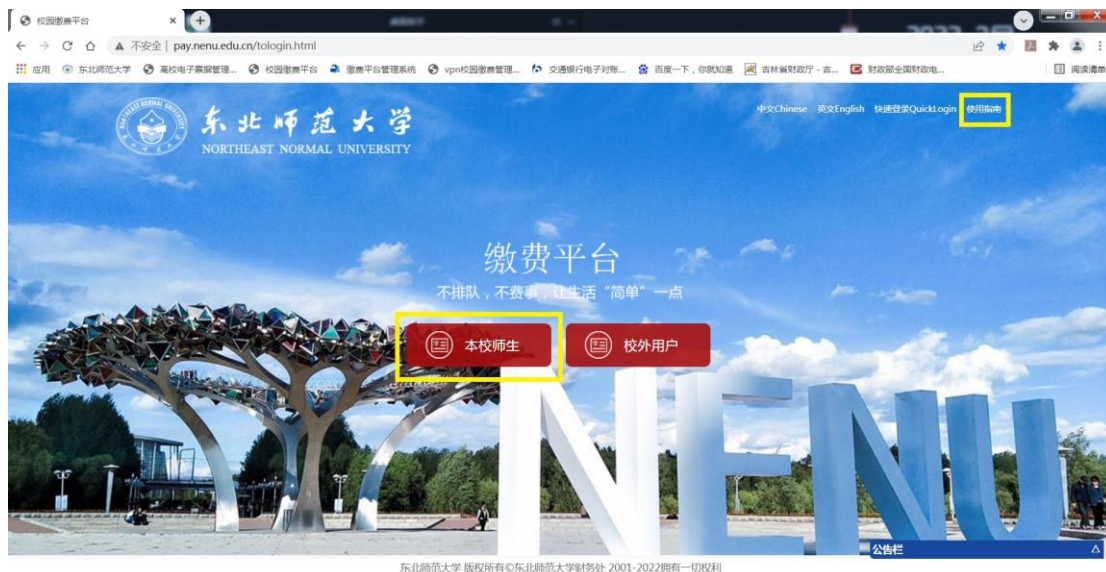 校园缴费平台
不安全 | pay.nenu.edu.cn/tologin.html
应用 东北师范大学 高校电子票据管理... 校园缴费平台 缴费平台管理系统 vpn校园缴费管理... 交通银行电子对账... 百度一下，你就知道 吉林省财政厅 - 吉... 财政部全国财政电... 阅读清单
中文Chinese 英文English 快速登录QuickLogin 使用指南
东北师范大学
NORTHEAST NORMAL UNIVERSITY
缴费平台
不排队，不费事，让生活“简单”一点
本校师生 校外用户
NENU
公告栏
东北师范大学 版权所有©东北师范大学财务处 2001-2022拥有一切权利